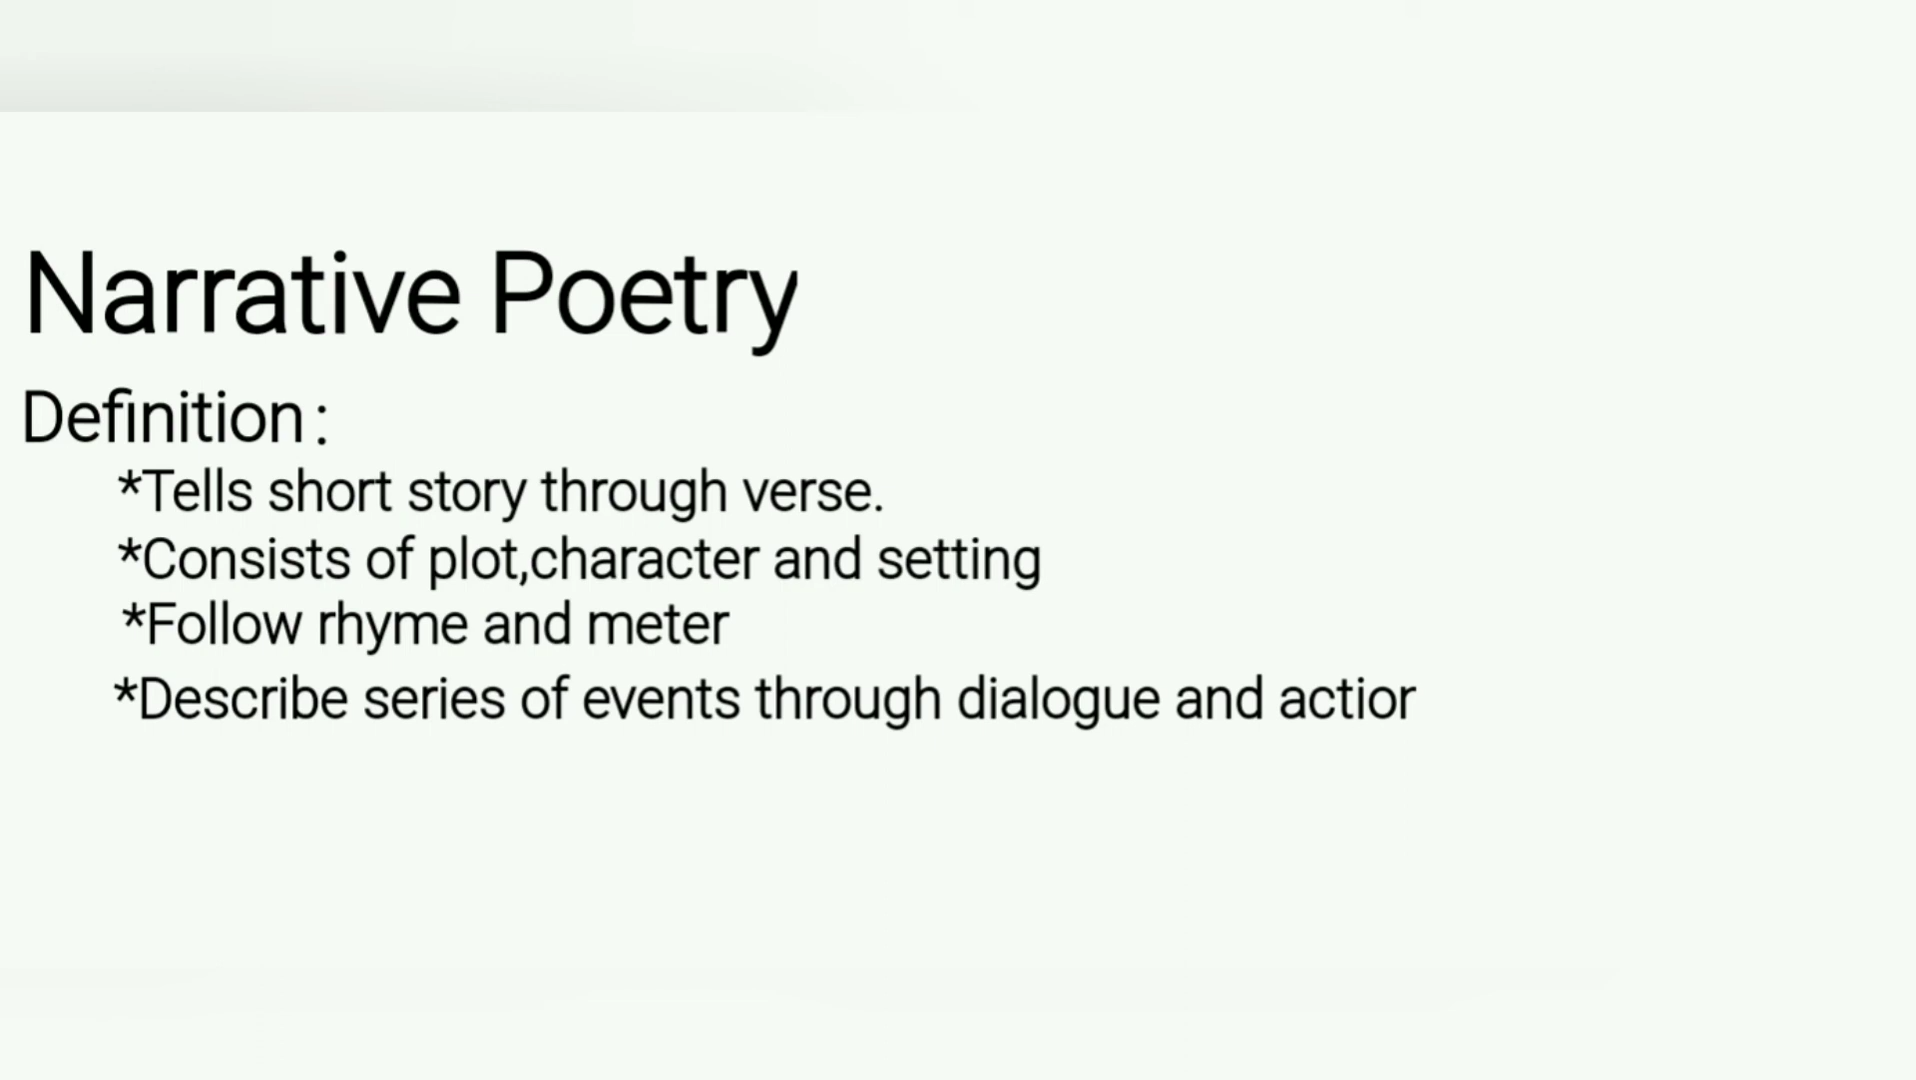 Narrative Poetry
Definition :
*Tells short story through verse.
*Consists of plot,character and setting
*Follow rhyme and meter
*Describe series of events through dialogue and actior